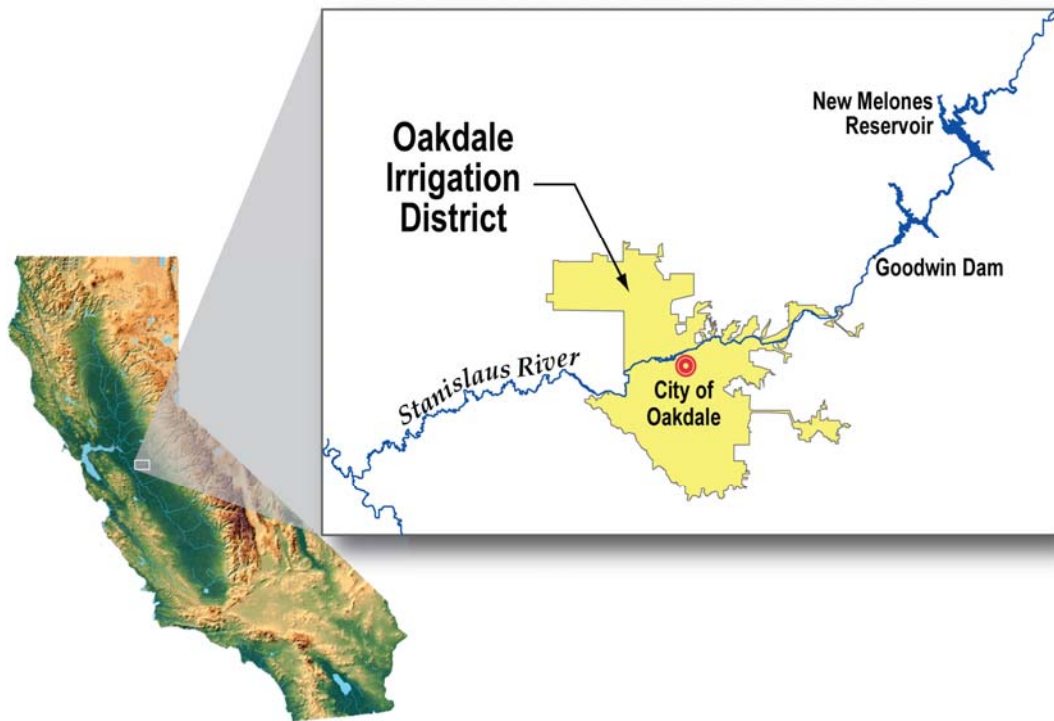 New Melones
Reservoir
Oakdale
Irrigation
District
Goodwin Dam
Stanislaus River
City of
Oakdale